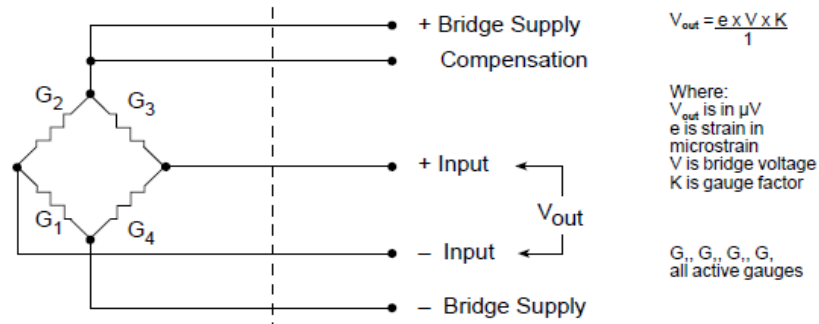 + Bridge Supply
Compensation
G2
G3
+ Input
Vout
G1
G4
– Input
– Bridge Supply
Vout = e x V x K
1
Where:
Vout is in µV
e is strain in
microstrain
V is bridge voltage
K is gauge factor
G,, G,, G,, G,
all active gauges